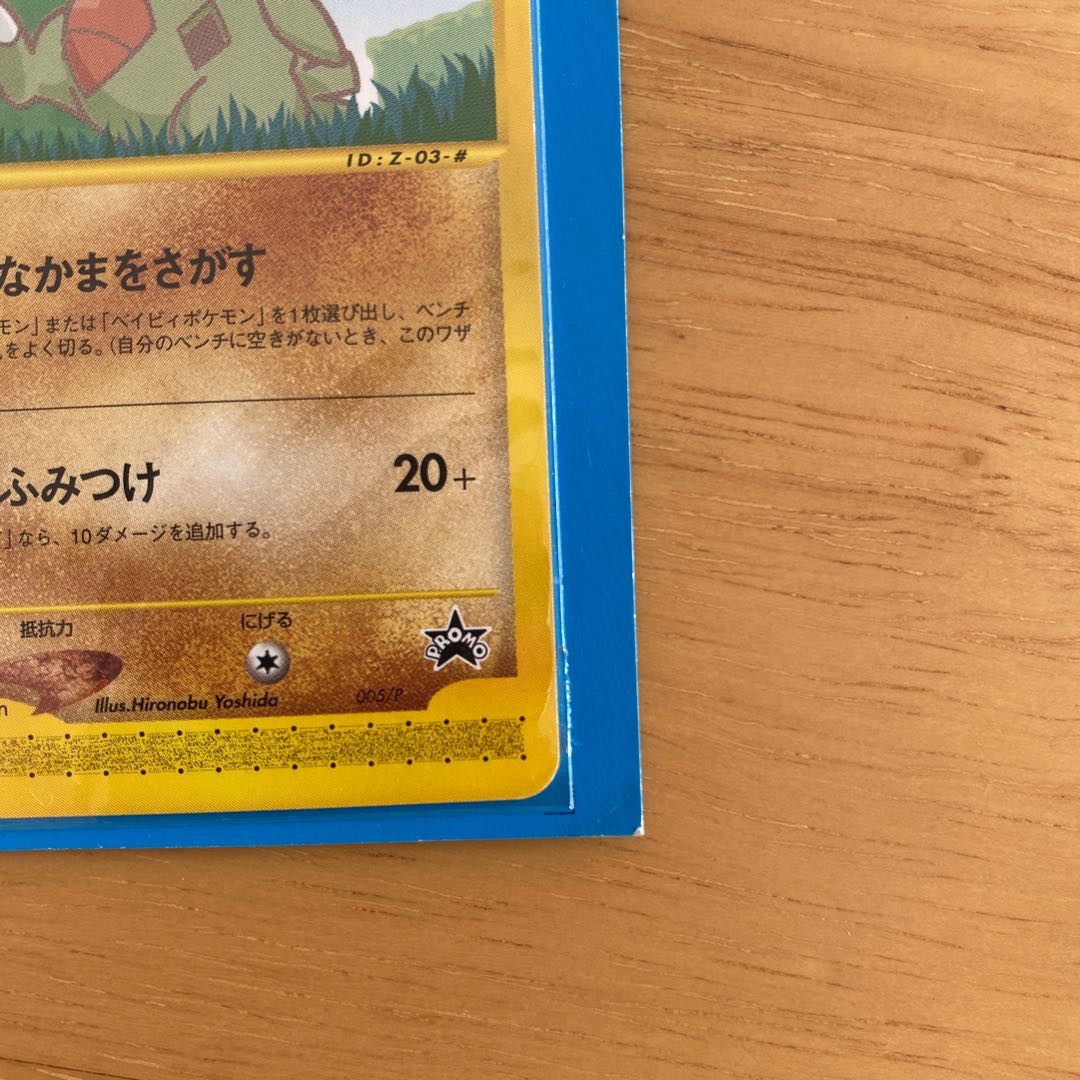 ID:Z-03-#
なかまをさがす
モン」または「ベイビィポケモン」を1枚選び出し、ベンチ
をよく切る。(自分のベンチに空きがないとき、このワザ
ふみつけ 20+
」なら、10ダメージを追加する。
抵抗力 にげる
PROMO
Illus.Hironobu Yoshida 005/P